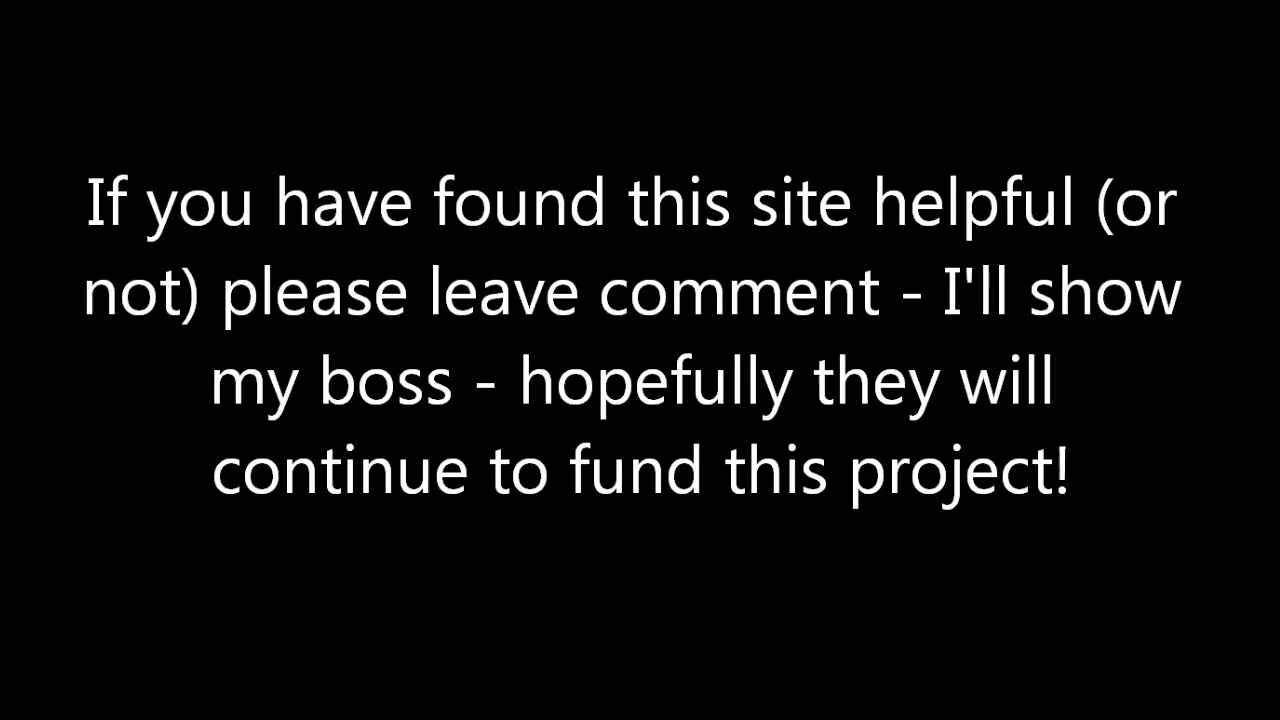 If you have found this site helpful (or
not) please leave comment - I'll show
my boss - hopefully they will
continue to fund this project!